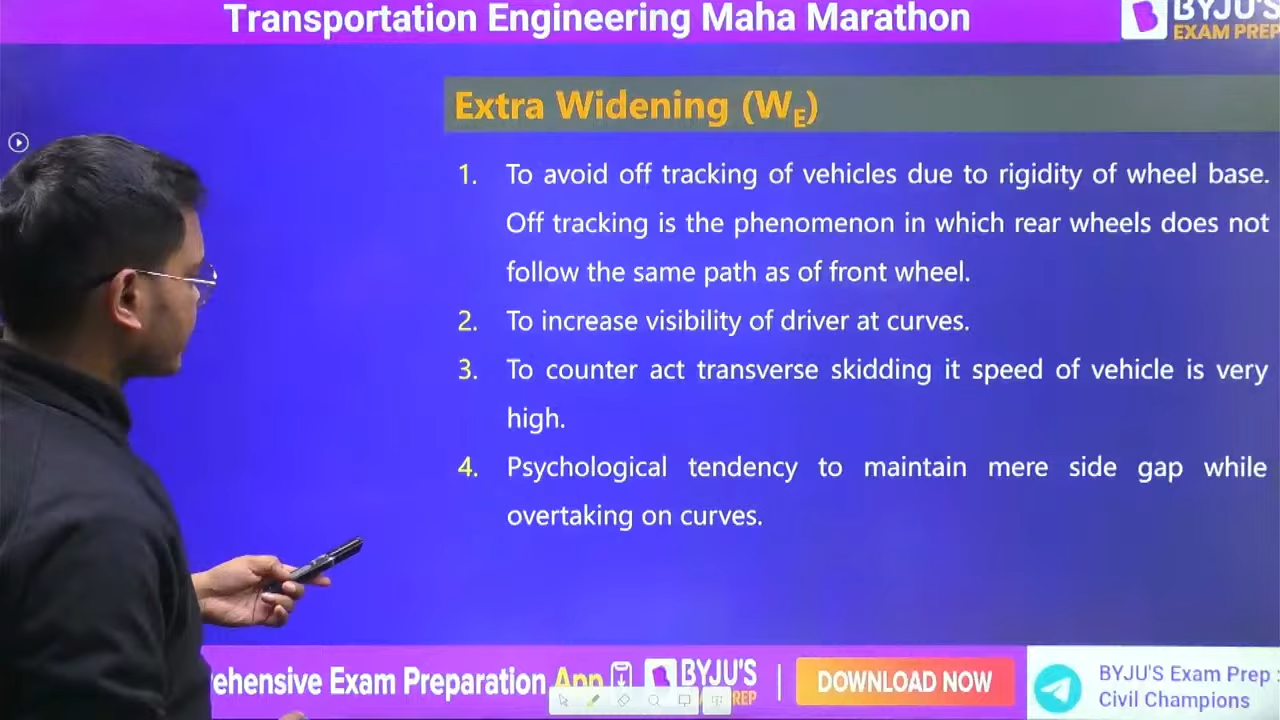 Transportation Engineering Maha Marathon
BYJU'S
EXAM PREP
Extra Widening (WE)
1. To avoid off tracking of vehicles due to rigidity of wheel base.
Off tracking is the phenomenon in which rear wheels does not
follow the same path as of front wheel.
2. To increase visibility of driver at curves.
3. To counter act transverse skidding it speed of vehicle is very
high.
4. Psychological tendency to maintain mere side gap while
overtaking on curves.
ehensive Exam Preparation App
BYJU'S
PREP
DOWNLOAD NOW
BYJU'S Exam Prep :
Civil Champions